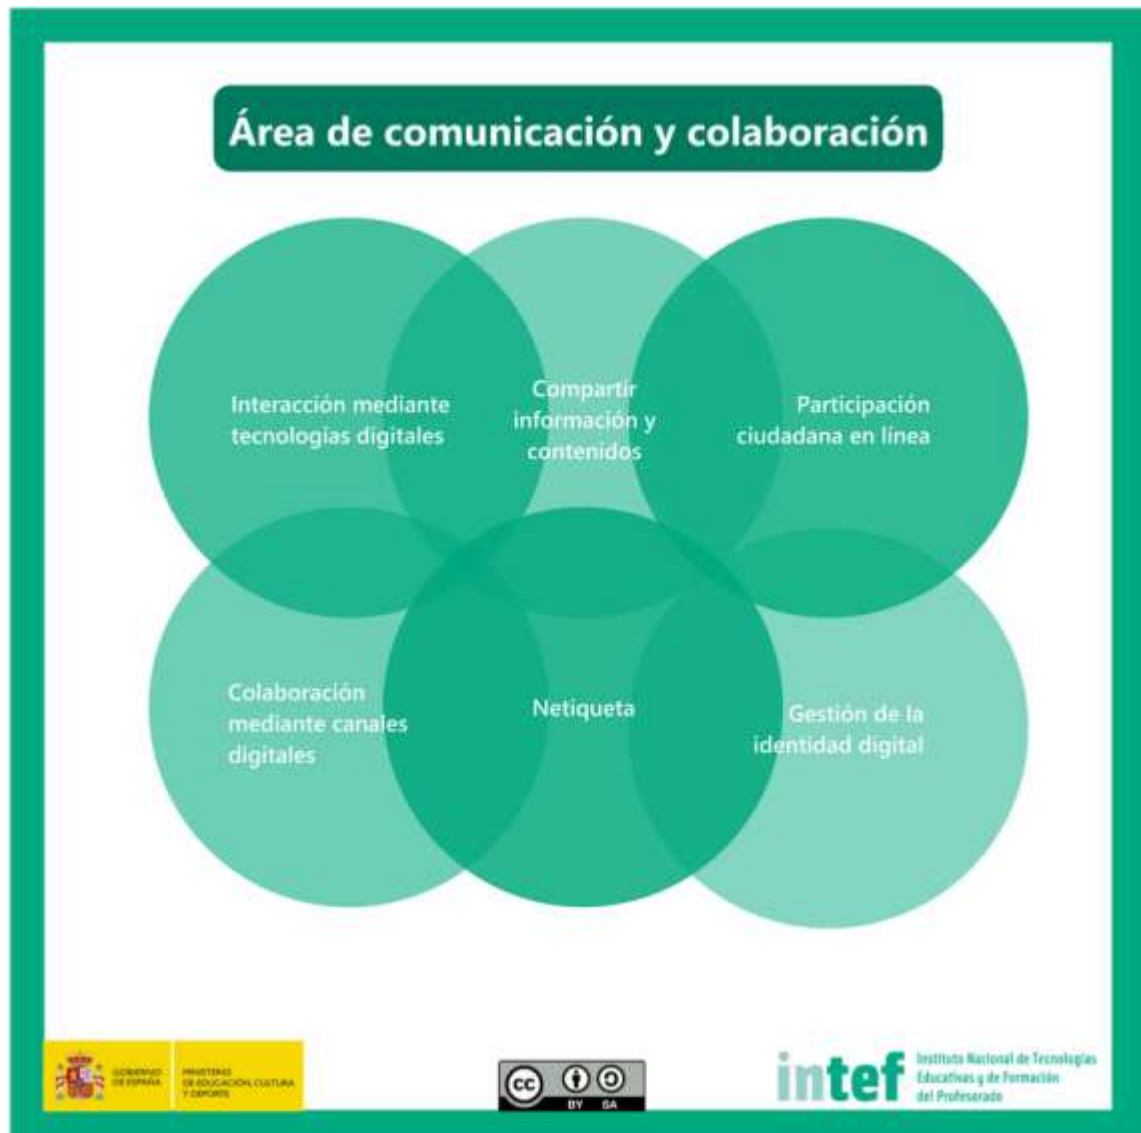 Área de comunicación y colaboración
Interacción mediante
tecnologías digitales
Compartir
información y
contenidos
Participación
ciudadana en línea
Colaboración
mediante canales
digitales
Netiqueta
Gestión de la
identidad digital
GOBIERNO
DE ESPAÑA
MINISTERIO
DE EDUCACIÓN, CULTURA
Y DEPORTE
cc
BY SA
intef
Instituto Nacional de Tecnologías
Educativas y de Formación
del Profesorado